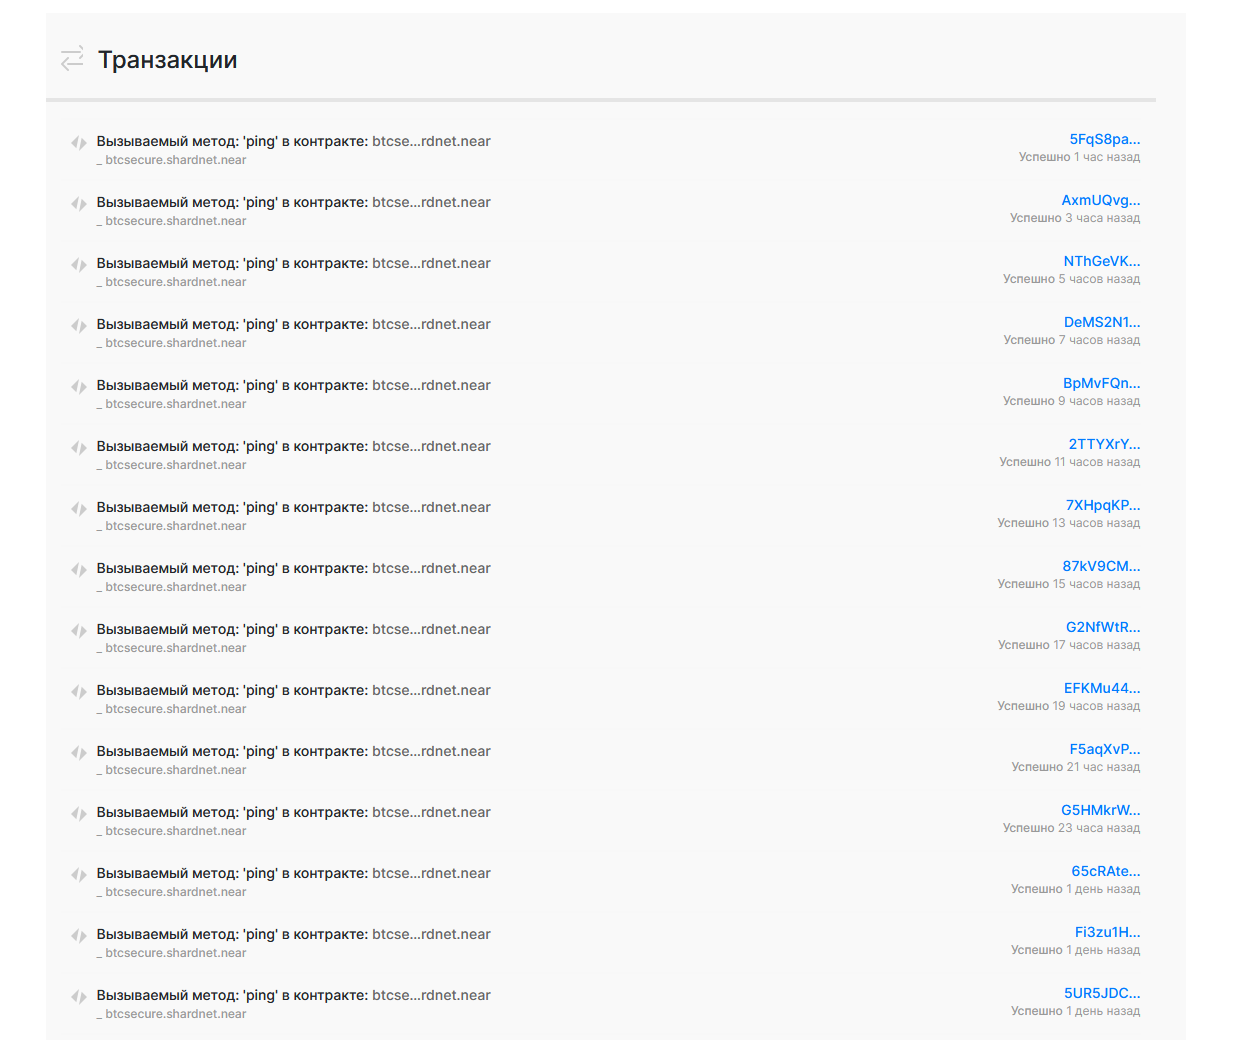 Транзакции
Вызываемый метод: 'ping' в контракте: btcse...rdnet.near
5FqS8pa...
_ btcsecure.shardnet.near
Успешно 1 час назад
Вызываемый метод: 'ping' в контракте: btcse...rdnet.near
AxmUQvg...
_ btcsecure.shardnet.near
Успешно 3 часа назад
Вызываемый метод: 'ping' в контракте: btcse...rdnet.near
NThGeVK...
_ btcsecure.shardnet.near
Успешно 5 часов назад
Вызываемый метод: 'ping' в контракте: btcse...rdnet.near
DeMS2N1...
_ btcsecure.shardnet.near
Успешно 7 часов назад
Вызываемый метод: 'ping' в контракте: btcse...rdnet.near
BpMvFQn...
_ btcsecure.shardnet.near
Успешно 9 часов назад
Вызываемый метод: 'ping' в контракте: btcse...rdnet.near
2TTYXrY...
_ btcsecure.shardnet.near
Успешно 11 часов назад
Вызываемый метод: 'ping' в контракте: btcse...rdnet.near
7XHpqKP...
_ btcsecure.shardnet.near
Успешно 13 часов назад
Вызываемый метод: 'ping' в контракте: btcse...rdnet.near
87kV9CM...
_ btcsecure.shardnet.near
Успешно 15 часов назад
Вызываемый метод: 'ping' в контракте: btcse...rdnet.near
G2NfWtR...
_ btcsecure.shardnet.near
Успешно 17 часов назад
Вызываемый метод: 'ping' в контракте: btcse...rdnet.near
EFKMu44...
_ btcsecure.shardnet.near
Успешно 19 часов назад
Вызываемый метод: 'ping' в контракте: btcse...rdnet.near
F5aqXvP...
_ btcsecure.shardnet.near
Успешно 21 час назад
Вызываемый метод: 'ping' в контракте: btcse...rdnet.near
G5HMkrW...
_ btcsecure.shardnet.near
Успешно 23 часа назад
Вызываемый метод: 'ping' в контракте: btcse...rdnet.near
65cRAte...
_ btcsecure.shardnet.near
Успешно 1 день назад
Вызываемый метод: 'ping' в контракте: btcse...rdnet.near
Fi3zu1H...
_ btcsecure.shardnet.near
Успешно 1 день назад
Вызываемый метод: 'ping' в контракте: btcse...rdnet.near
5UR5JDC...
_ btcsecure.shardnet.near
Успешно 1 день назад